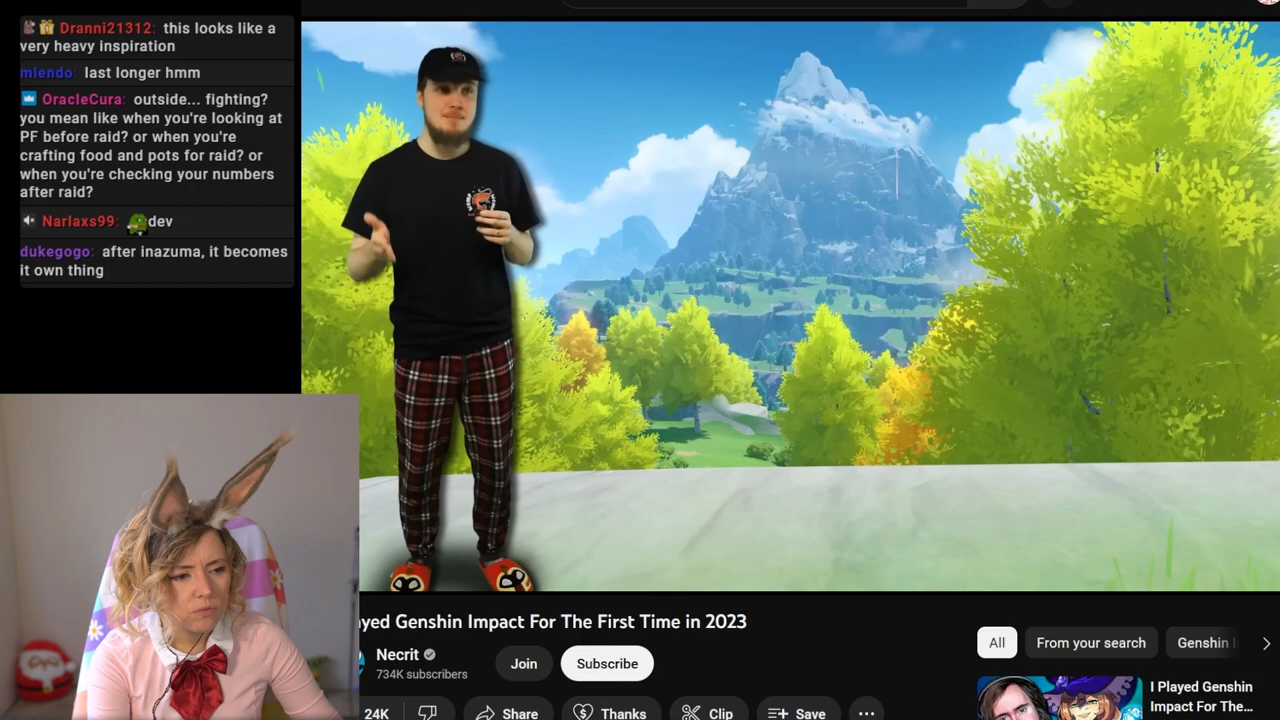 Dranni21312: this looks like a
very heavy inspiration
mlendo: last longer hmm
OracleCura: outside... fighting?
you mean like when you're looking at
PF before raid? or when you're
crafting food and pots for raid? or
when you're checking your numbers
after raid?
Narlaxs99: dev
dukegogo: after inazuma, it becomes
it own thing
ayed Genshin Impact For The First Time in 2023
Necrit
734K subscribers
Join
Subscribe
24K
Share
Thanks
Clip
Save
All
From your search
Genshin
I Played Genshin
Impact For The...